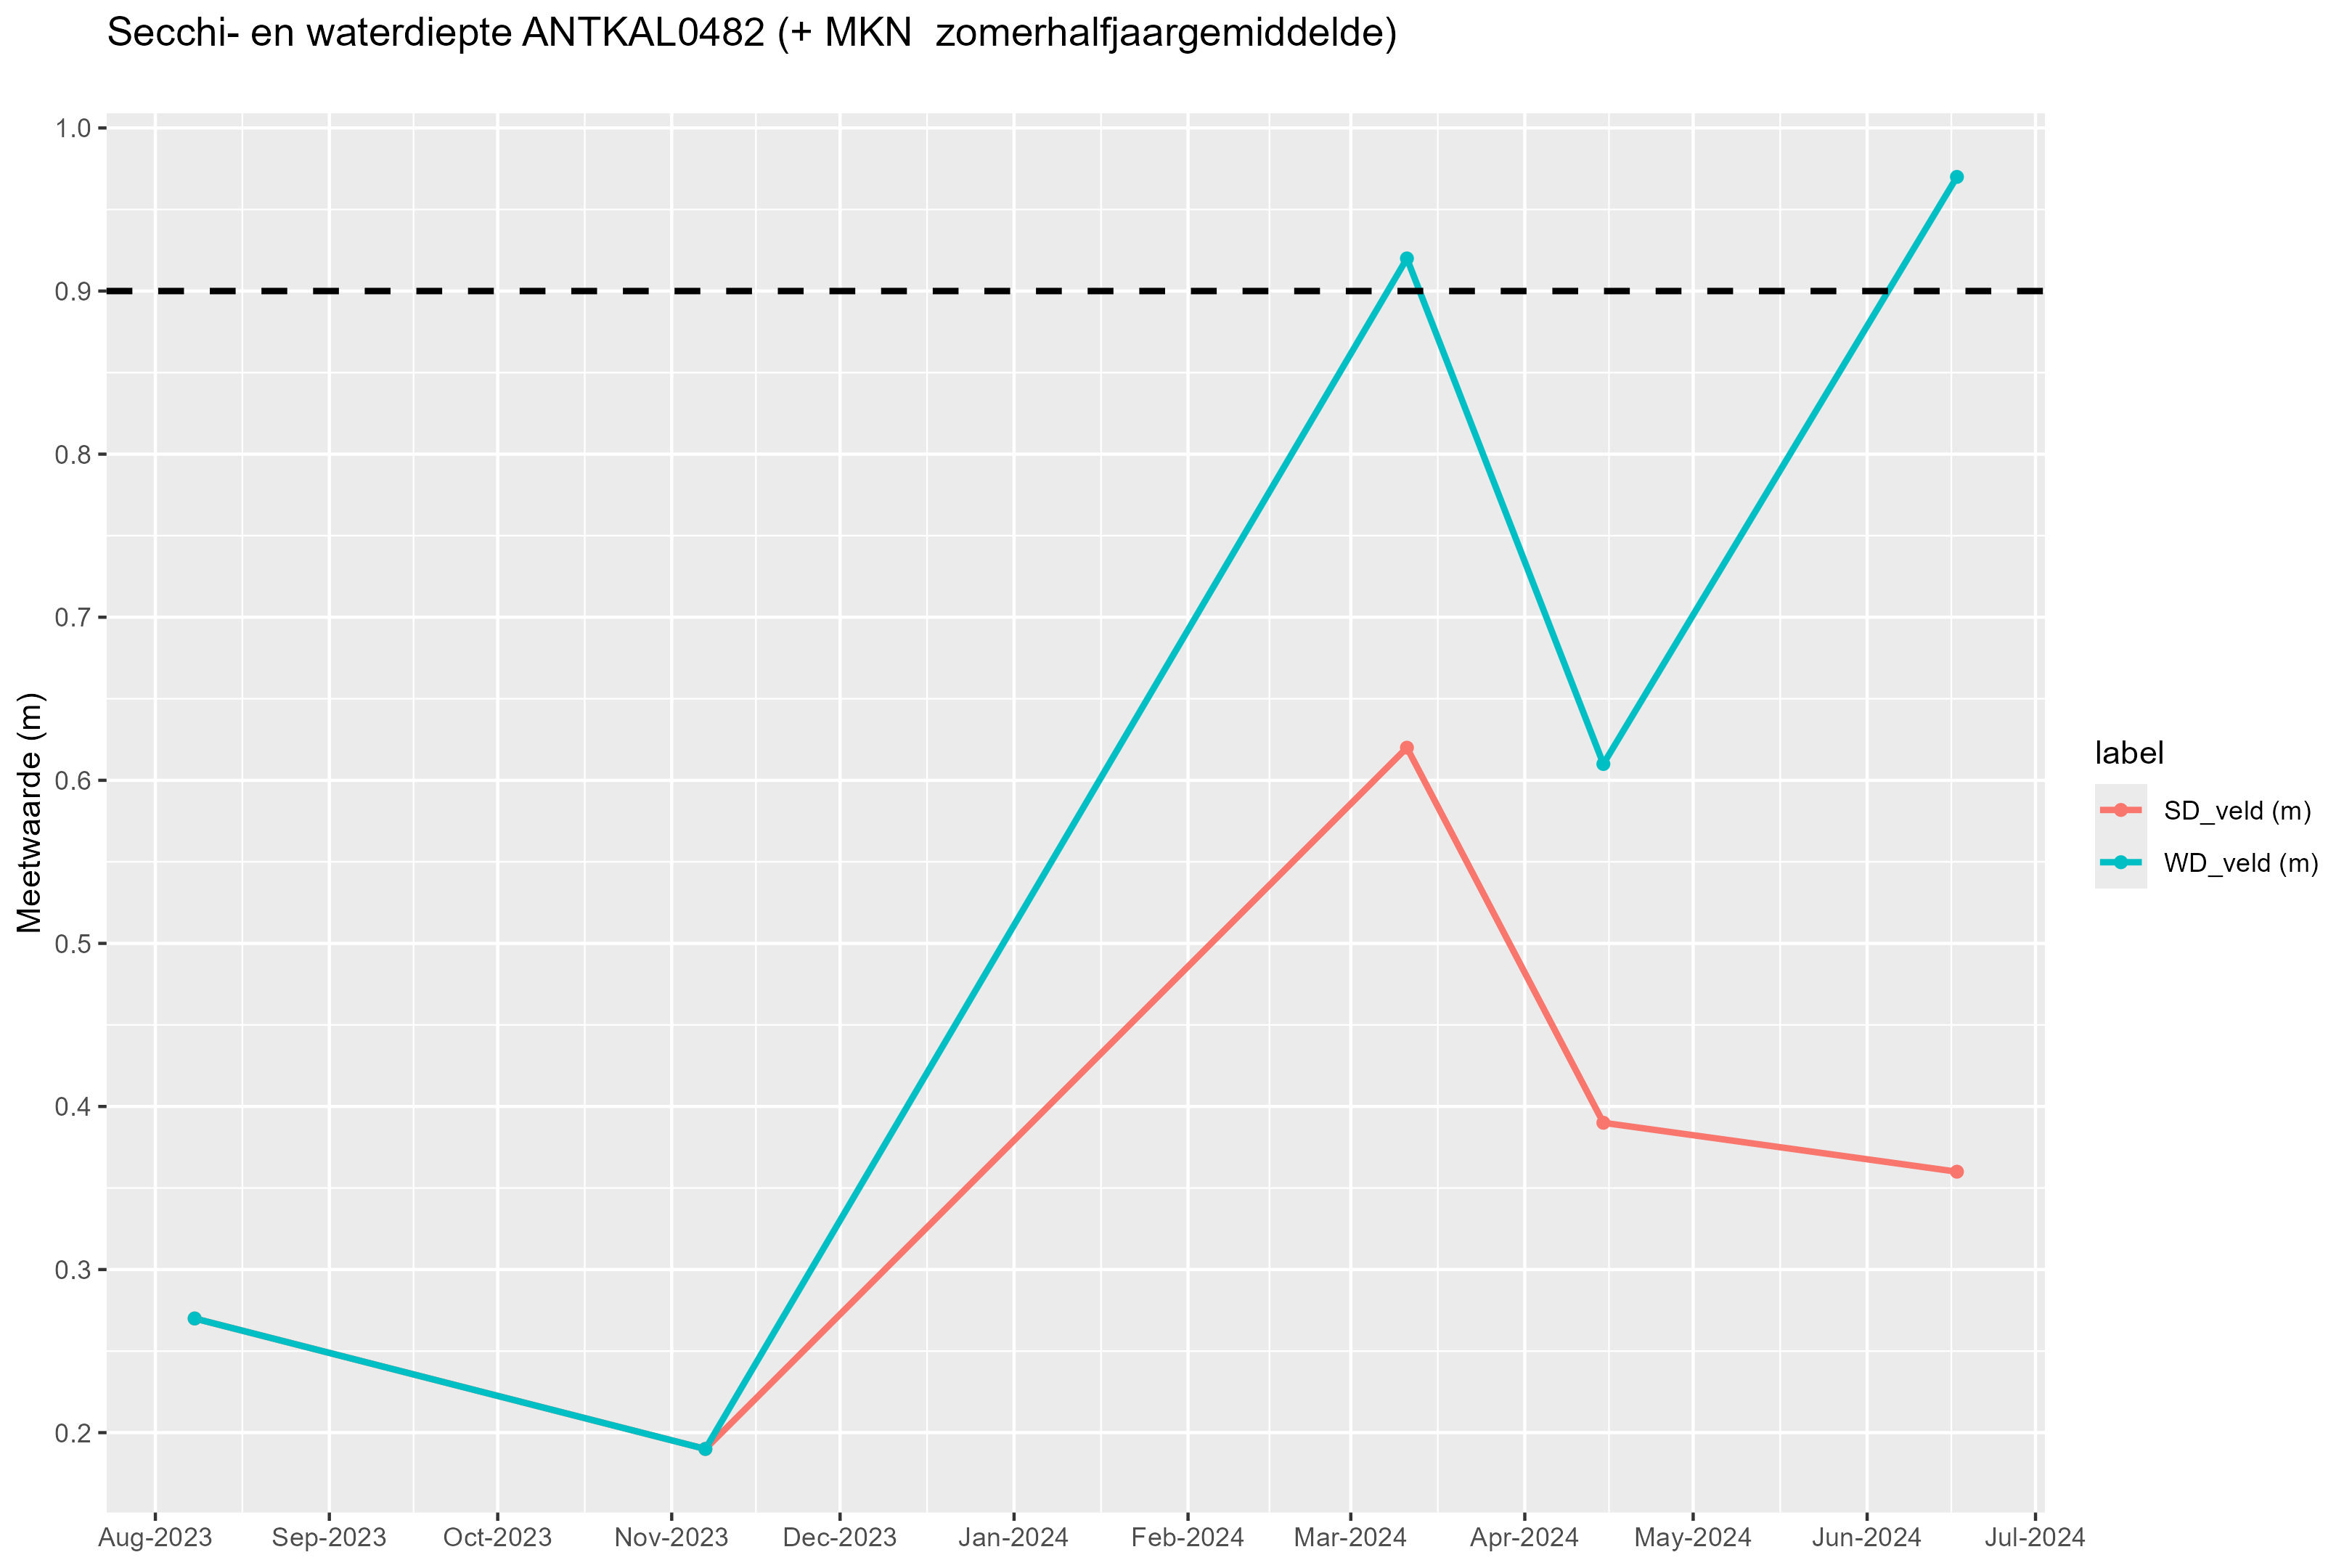 Secchi- en waterdiepte ANTKAL0482 (+ MKN  zomerhalfjaargemiddelde)
1.0
0.9
0.8
0.7
0.6
0.5
0.4
0.3
0.2
Meetwaarde (m)
Aug-2023 Sep-2023 Oct-2023 Nov-2023 Dec-2023 Jan-2024 Feb-2024 Mar-2024 Apr-2024 May-2024 Jun-2024 Jul-2024
label
SD_veld (m)
WD_veld (m)